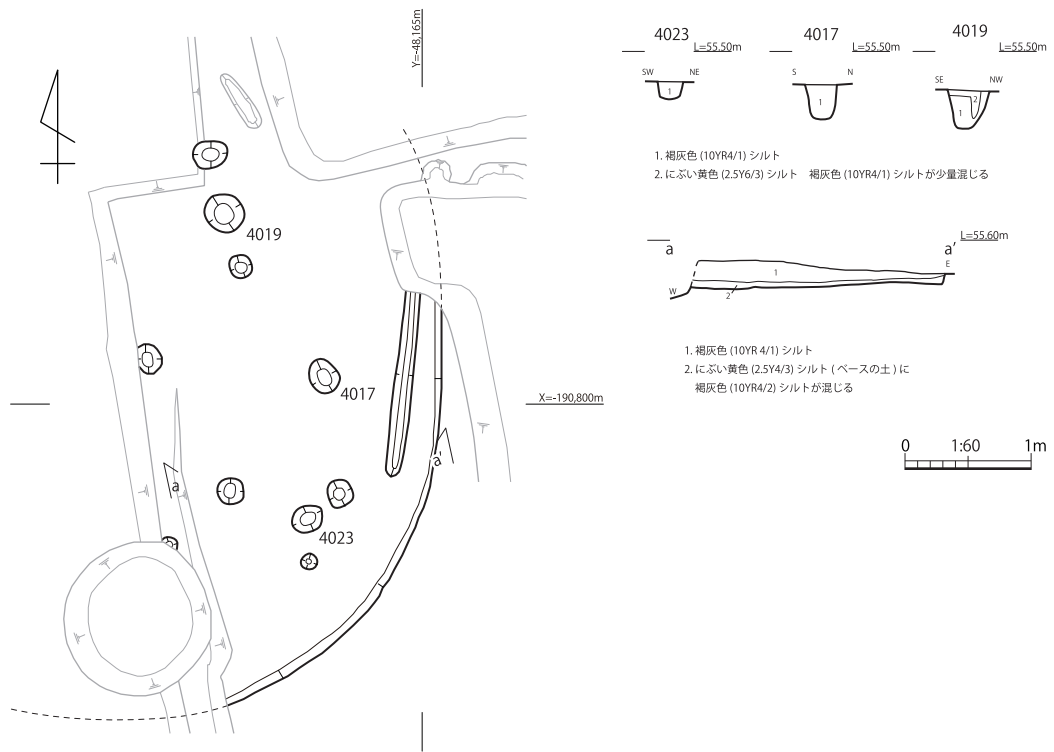 Y=-48,165m
4019
4017
X=-190,800m
a
a'
4023
4023
L=55.50m
SW
NE
1
4017
L=55.50m
S
N
1
4019
L=55.50m
SE
NW
1
2
1. 褐灰色 (10YR4/1) シルト
2. にぶい黄色 (2.5Y6/3) シルト　褐灰色 (10YR4/1) シルトが少量混じる
a
a'
L=55.60m
E
W
1
2
1. 褐灰色 (10YR 4/1) シルト
2. にぶい黄色 (2.5Y4/3) シルト ( ベースの土 ) に
褐灰色 (10YR4/2) シルトが混じる
0 1:60 1m